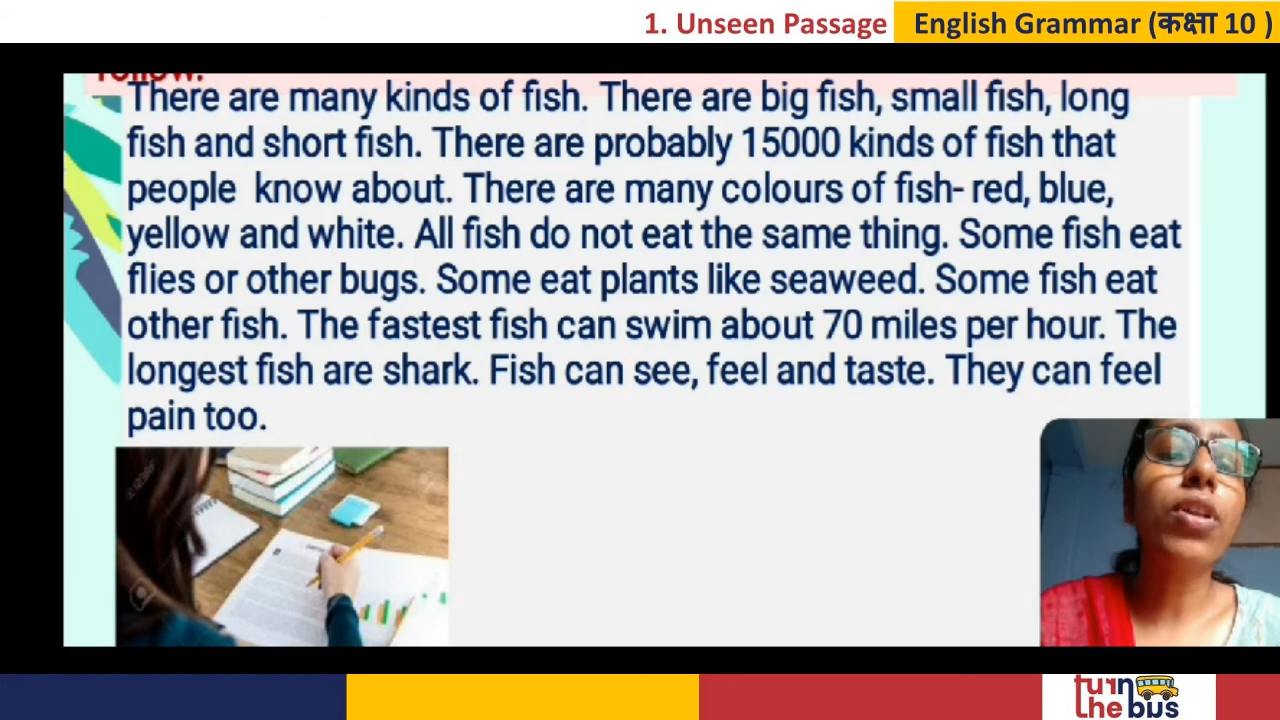 1. Unseen Passage English Grammar (कक्षा 10 )
follow.
There are many kinds of fish. There are big fish, small fish, long
fish and short fish. There are probably 15000 kinds of fish that
people know about. There are many colours of fish- red, blue,
yellow and white. All fish do not eat the same thing. Some fish eat
flies or other bugs. Some eat plants like seaweed. Some fish eat
other fish. The fastest fish can swim about 70 miles per hour. The
longest fish are shark. Fish can see, feel and taste. They can feel
pain too.
turn
the bus